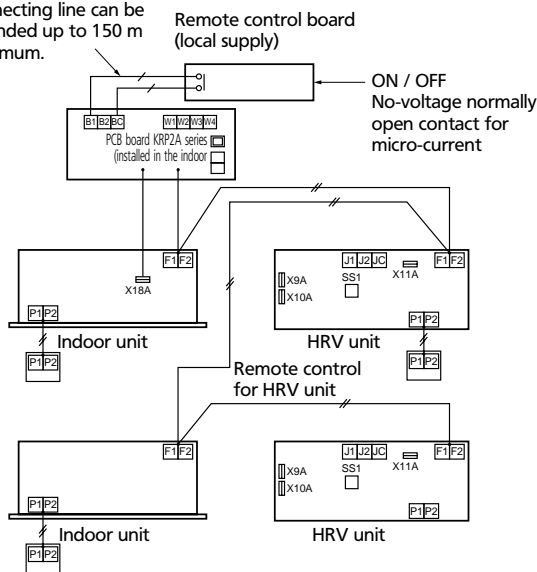 necting line can be
nded up to 150 m
mum.
Remote control board
(local supply)
ON / OFF
No-voltage normally
open contact for
micro-current
B1 B2 BC
W1 W2 W3 W4
PCB board KRP2A series
(installed in the indoor
F1 F2
X18A
P1 P2
P1 P2
Indoor unit
J1 J2 JC
X11A
F1 F2
X9A
X10A
SS1
P1 P2
P1 P2
HRV unit
Remote control
for HRV unit
F1 F2
P1 P2
P1 P2
Indoor unit
J1 J2 JC
X11A
F1 F2
X9A
X10A
SS1
P1 P2
HRV unit